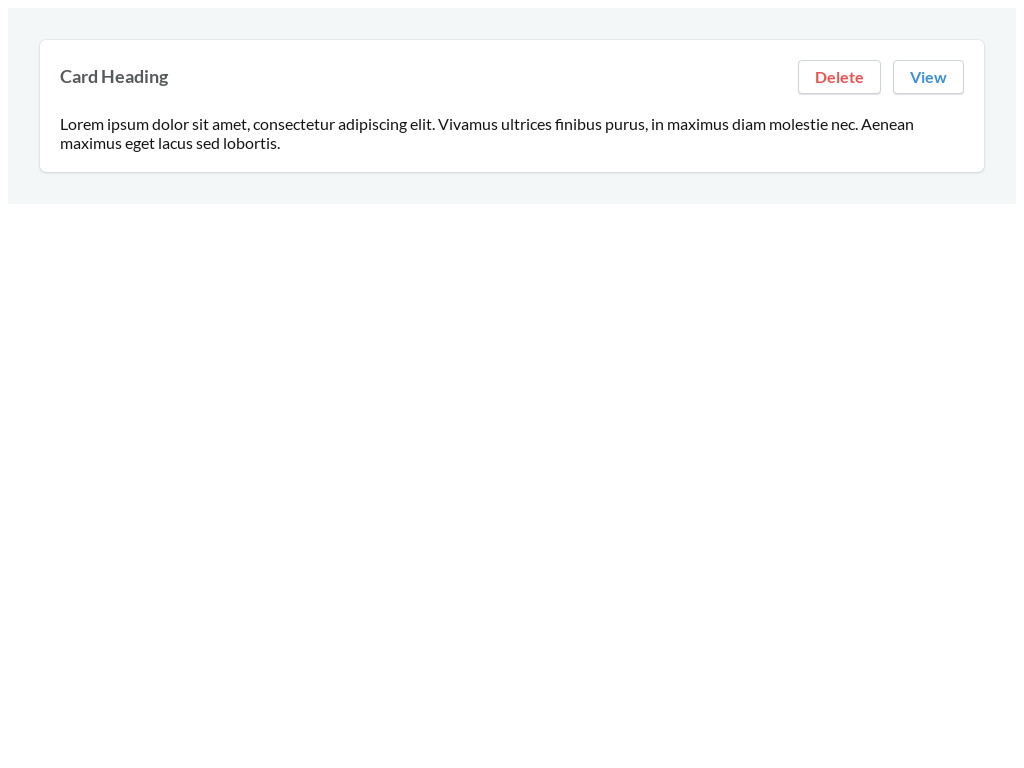 Card Heading
Delete
View
Lorem ipsum dolor sit amet, consectetur adipiscing elit. Vivamus ultrices finibus purus, in maximus diam molestie nec. Aenean
maximus eget lacus sed lobortis.